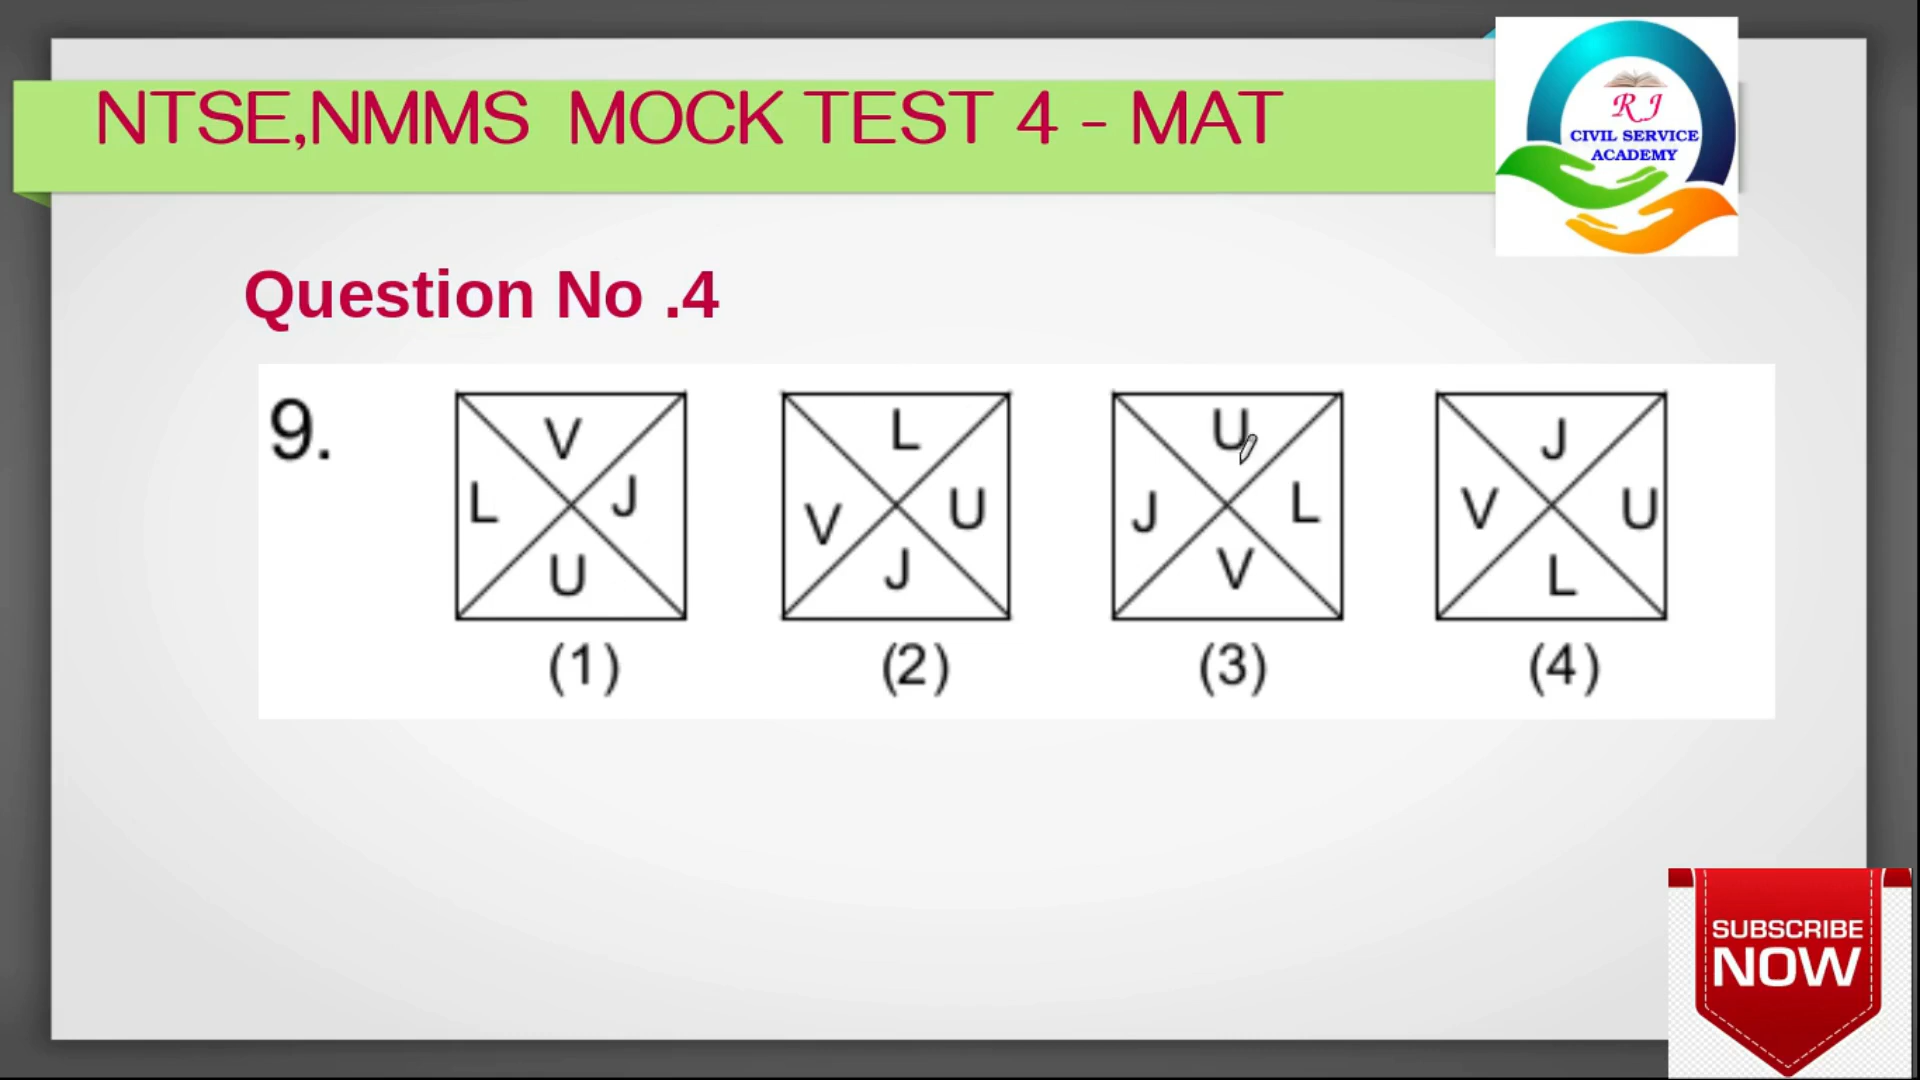 NTSE,NMMS MOCK TEST 4 - MAT
RJ
CIVIL SERVICE
ACADEMY
Question No .4
9.
V L U J
L J V U J L V U
U J V L
(1) (2) (3) (4)
SUBSCRIBE
NOW